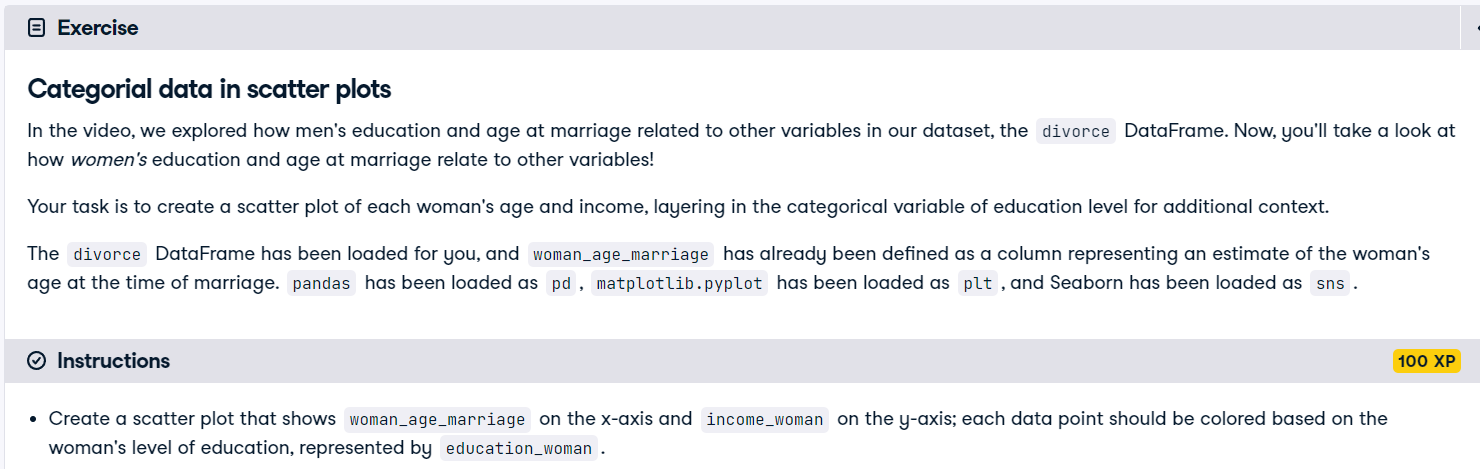 Exercise
Categorial data in scatter plots
In the video, we explored how men's education and age at marriage related to other variables in our dataset, the divorce DataFrame. Now, you'll take a look at
how women's education and age at marriage relate to other variables!
Your task is to create a scatter plot of each woman's age and income, layering in the categorical variable of education level for additional context.
The divorce DataFrame has been loaded for you, and woman_age_marriage has already been defined as a column representing an estimate of the woman's
age at the time of marriage. pandas has been loaded as pd, matplotlib.pyplot has been loaded as plt, and Seaborn has been loaded as sns.
Instructions
100 XP
• Create a scatter plot that shows woman_age_marriage on the x-axis and income_woman on the y-axis; each data point should be colored based on the
woman's level of education, represented by education_woman.